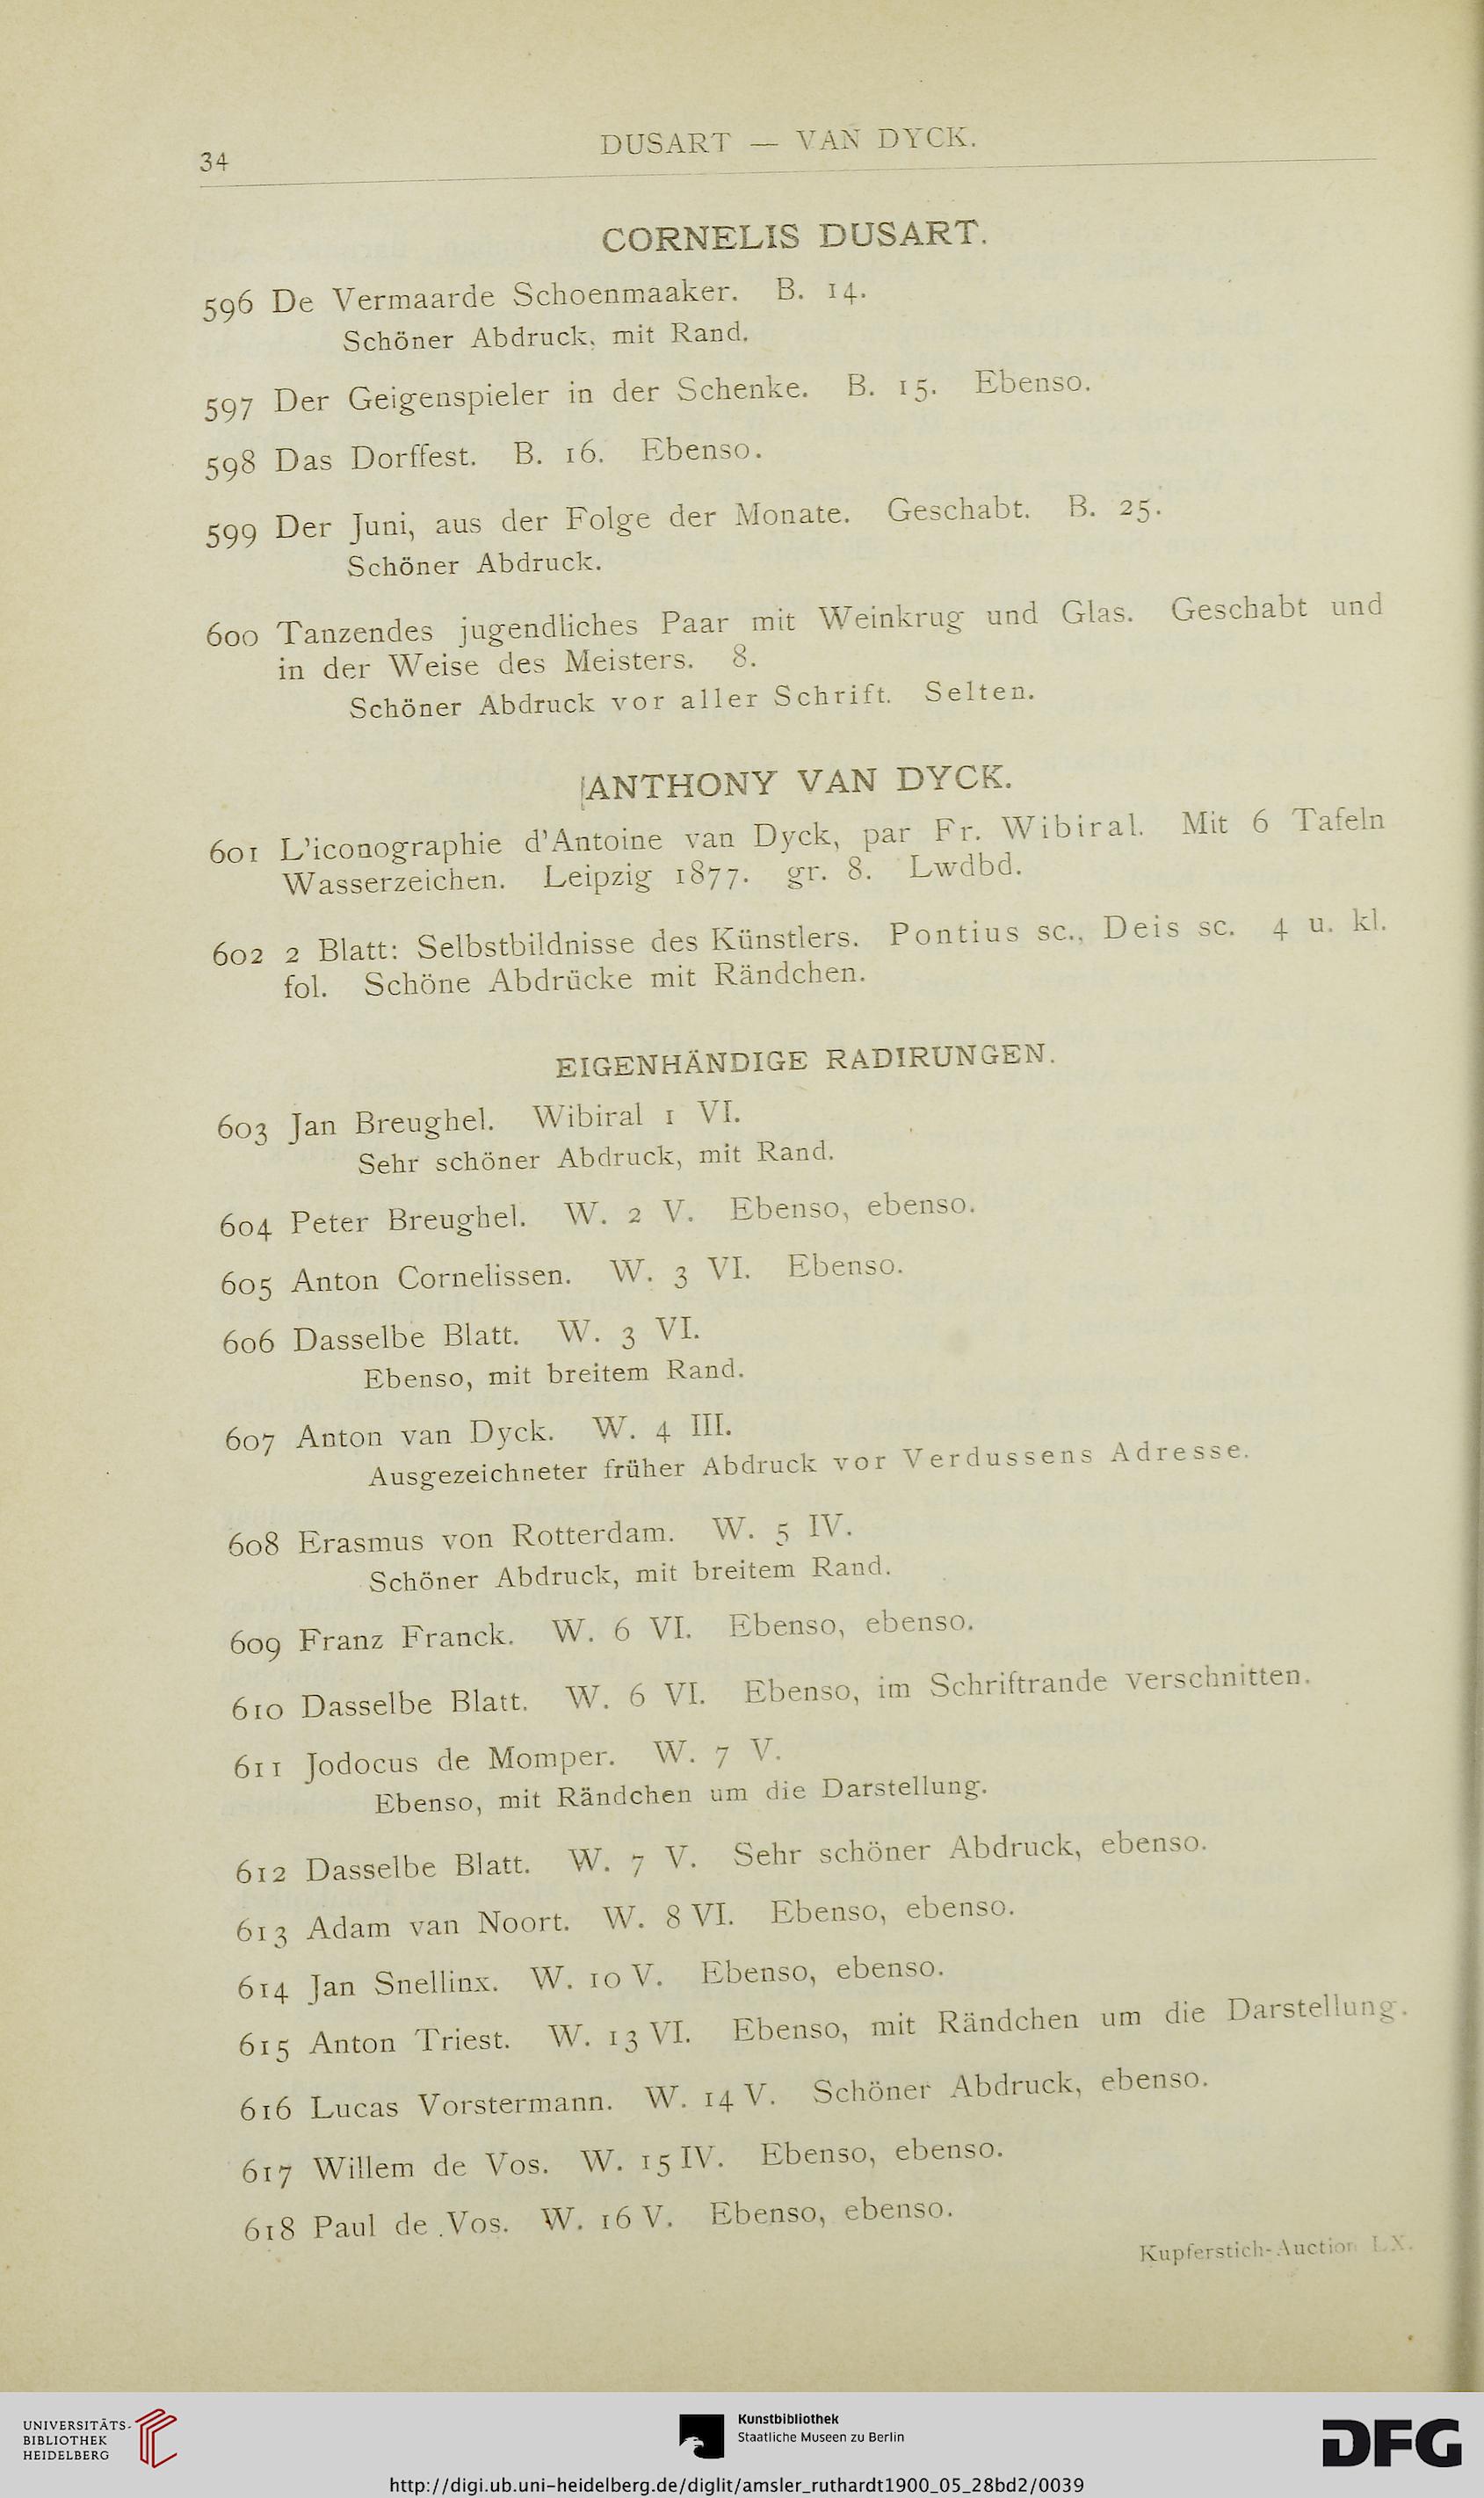 34
DUSART — VAN DYCK.
CORNELIS DUSART.
596 De Vermaarde Schoenmaaker. B. 14.
Schöner Abdruck, mit Rand.
597 Der Geigenspieler in der Schenke. B. 15. Ebenso.
598 Das Dorffest. B. 16. Ebenso.
599 Der Juni, aus der Folge der Monate. Geschabt. B. 25.
Schöner Abdruck.
600 Tanzendes jugendliches Paar mit Weinkrug und Glas. Geschabt und
in der Weise des Meisters. 8.
Schöner Abdruck vor aller Schrift. Selten.
ANTHONY VAN DYCK.
601 L'iconographie d'Antoine van Dyck, par Fr. Wibiral. Mit 6 Tafeln
Wasserzeichen. Leipzig 1877. gr. 8. Lwdbd.
602 2 Blatt: Selbstbildnisse des Künstlers. Pontius sc., Deis sc. 4 u. kl.
fol. Schöne Abdrücke mit Rändchen.
EIGENHÄNDIGE RADIRUNGEN.
603 Jan Breughel. Wibiral 1 VI.
Sehr schöner Abdruck, mit Rand.
604 Peter Breughel. W. 2 V. Ebenso, ebenso.
605 Anton Cornelissen. W. 3 VI. Ebenso.
606 Dasselbe Blatt. W. 3 VI.
Ebenso, mit breitem Rand.
607 Anton van Dyck. W. 4 III.
Ausgezeichneter früher Abdruck vor Verdussens Adresse.
608 Erasmus von Rotterdam. W. 5 IV.
Schöner Abdruck, mit breitem Rand.
609 Franz Franck. W. 6 VI. Ebenso, ebenso.
610 Dasselbe Blatt. W. 6 VI. Ebenso, im Schriftrande verschnitten.
611 Jodocus de Momper. W. 7 V.
Ebenso, mit Rändchen um die Darstellung.
612 Dasselbe Blatt. W. 7 V. Sehr schöner Abdruck, ebenso.
613 Adam van Noort. W. 8 VI. Ebenso, ebenso.
614 Jan Snellinx. W. 10 V. Ebenso, ebenso.
615 Anton Triest. W. 13 VI. Ebenso, mit Rändchen um die Darstellung.
616 Lucas Vorstermann. W. 14 V. Schöner Abdruck, ebenso.
617 Willem de Vos. W. 15 IV. Ebenso, ebenso.
618 Paul de Vos. W. 16 V. Ebenso, ebenso.
Kupferstich-Auction LX.
UNIVERSITÄTS-
BIBLIOTHEK
HEIDELBERG
Kunstbibliothek
Staatliche Museen zu Berlin
DFG
http://digi.ub.uni-heidelberg.de/diglit/amsler_ruthardt1900_05_28bd2/0039